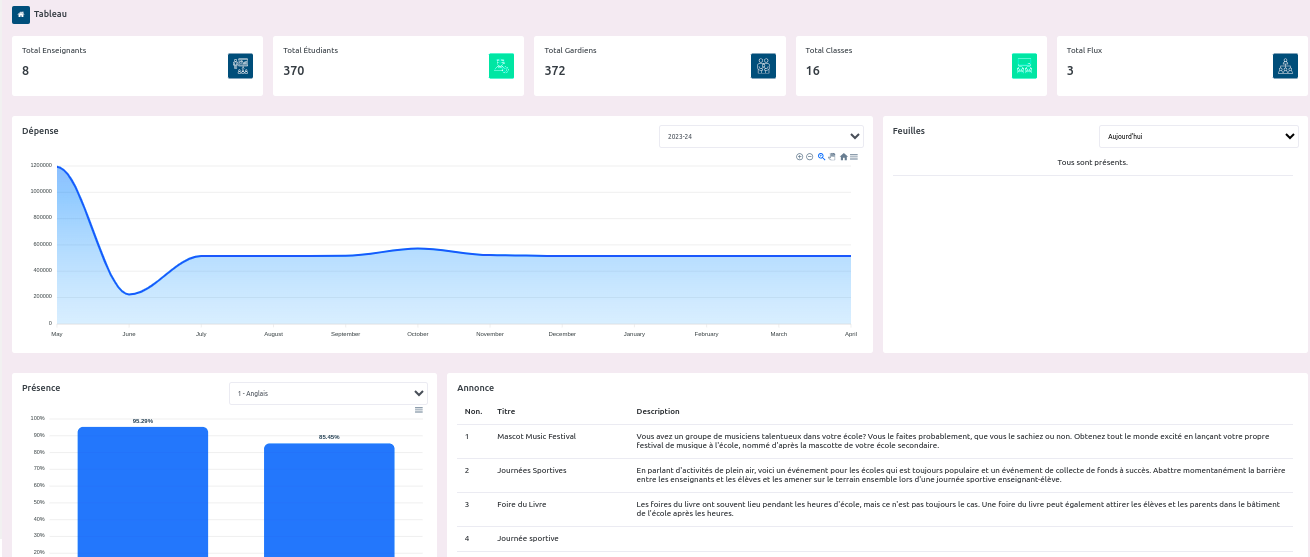 Tableau
Total Enseignants
8
Total Étudiants
370
Total Gardiens
372
Total Classes
16
Total Flux
3
Dépense
2023-24
1200000
1000000
800000
600000
400000
200000
0
May June July August September October November December January February March April
Feuilles
Aujourd'hui
Tous sont présents.
Présence
1 - Anglais
100%
90%
80%
70%
60%
50%
40%
30%
20%
95.29%
85.45%
Annonce
Non. Titre Description
1 Mascot Music Festival Vous avez un groupe de musiciens talentueux dans votre école? Vous le faites probablement, que vous le sachiez ou non. Obtenez tout le monde excité en lançant votre propre
festival de musique à l'école, nommé d'après la mascotte de votre école secondaire.
2 Journées Sportives En parlant d'activités de plein air, voici un événement pour les écoles qui est toujours populaire et un événement de collecte de fonds à succès. Abattre momentanément la barrière
entre les enseignants et les élèves et les amener sur le terrain ensemble lors d'une journée sportive enseignant-élève.
3 Foire du Livre Les foires du livre ont souvent lieu pendant les heures d'école, mais ce n'est pas toujours le cas. Une foire du livre peut également attirer les élèves et les parents dans le bâtiment
de l'école après les heures.
4 Journée sportive